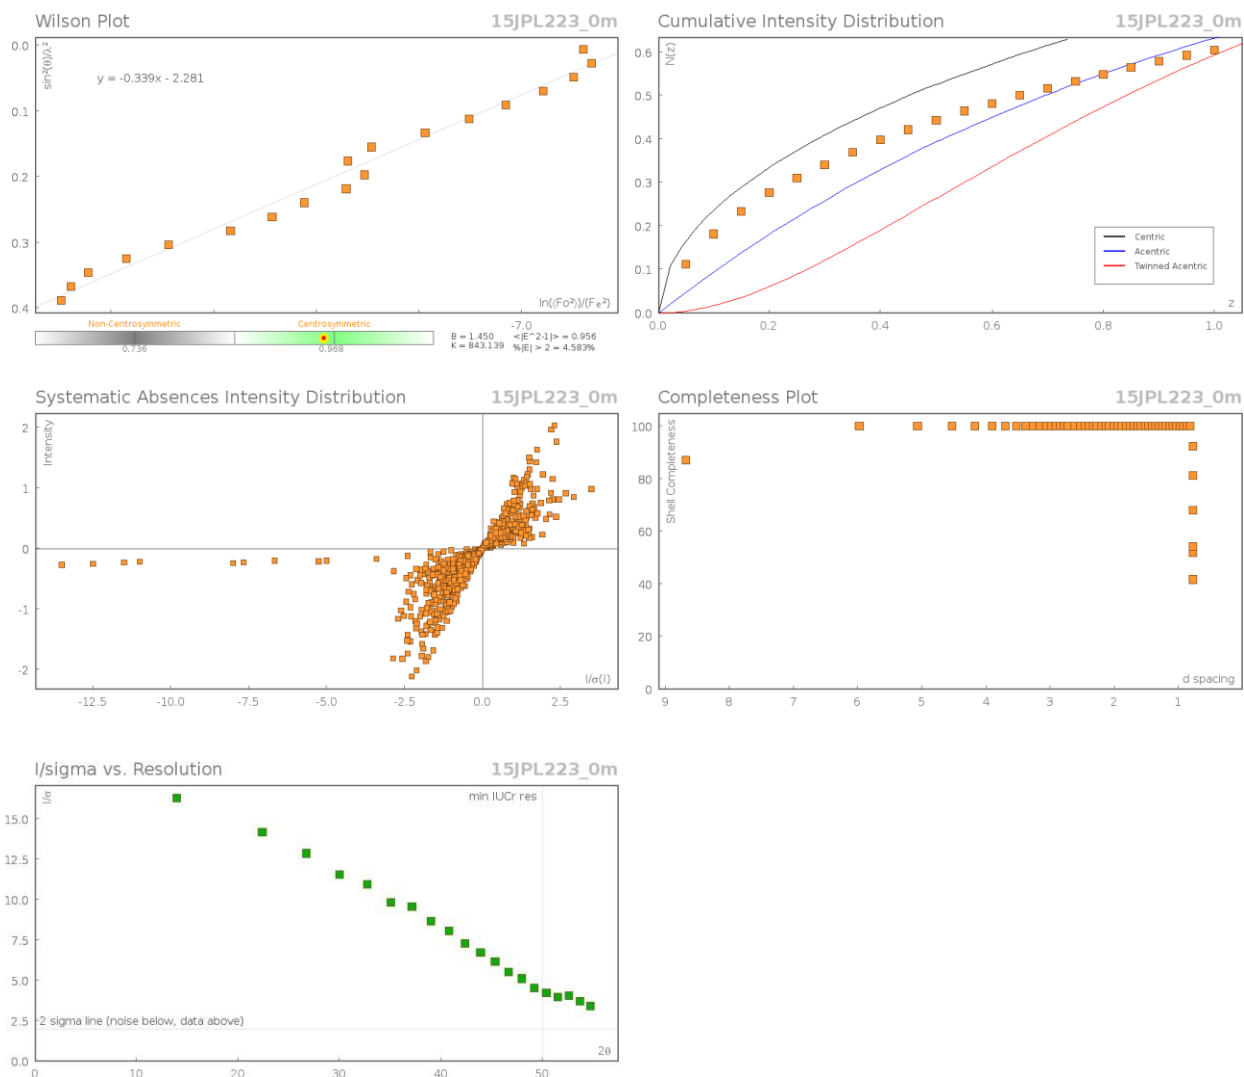 Wilson Plot 15JPL223_0m
sin²(θ)/λ²
y = -0.339x - 2.281
0.0
0.1
0.2
0.3
0.4
ln(⟨Fo²⟩)/(Fe²)
-7.0
Non-Centrosymmetric Centrosymmetric
0.736 0.968
B = 1.450 <|E^2-1|> = 0.956
K = 843.139 %|E| > 2 = 4.583%
Cumulative Intensity Distribution 15JPL223_0m
N(z)
0.6
0.5
0.4
0.3
0.2
0.1
0.0
Centric
Acentric
Twinned Acentric
z
0.0 0.2 0.4 0.6 0.8 1.0
Systematic Absences Intensity Distribution 15JPL223_0m
Intensity
2
1
0
-1
-2
I/σ(I)
-12.5 -10.0 -7.5 -5.0 -2.5 0.0 2.5
Completeness Plot 15JPL223_0m
Shell Completeness
100
80
60
40
20
0
d spacing
9 8 7 6 5 4 3 2 1
I/sigma vs. Resolution 15JPL223_0m
I/σ
min IUCr res
15.0
12.5
10.0
7.5
5.0
2.5
0.0
2 sigma line (noise below, data above)
2θ
0 10 20 30 40 50